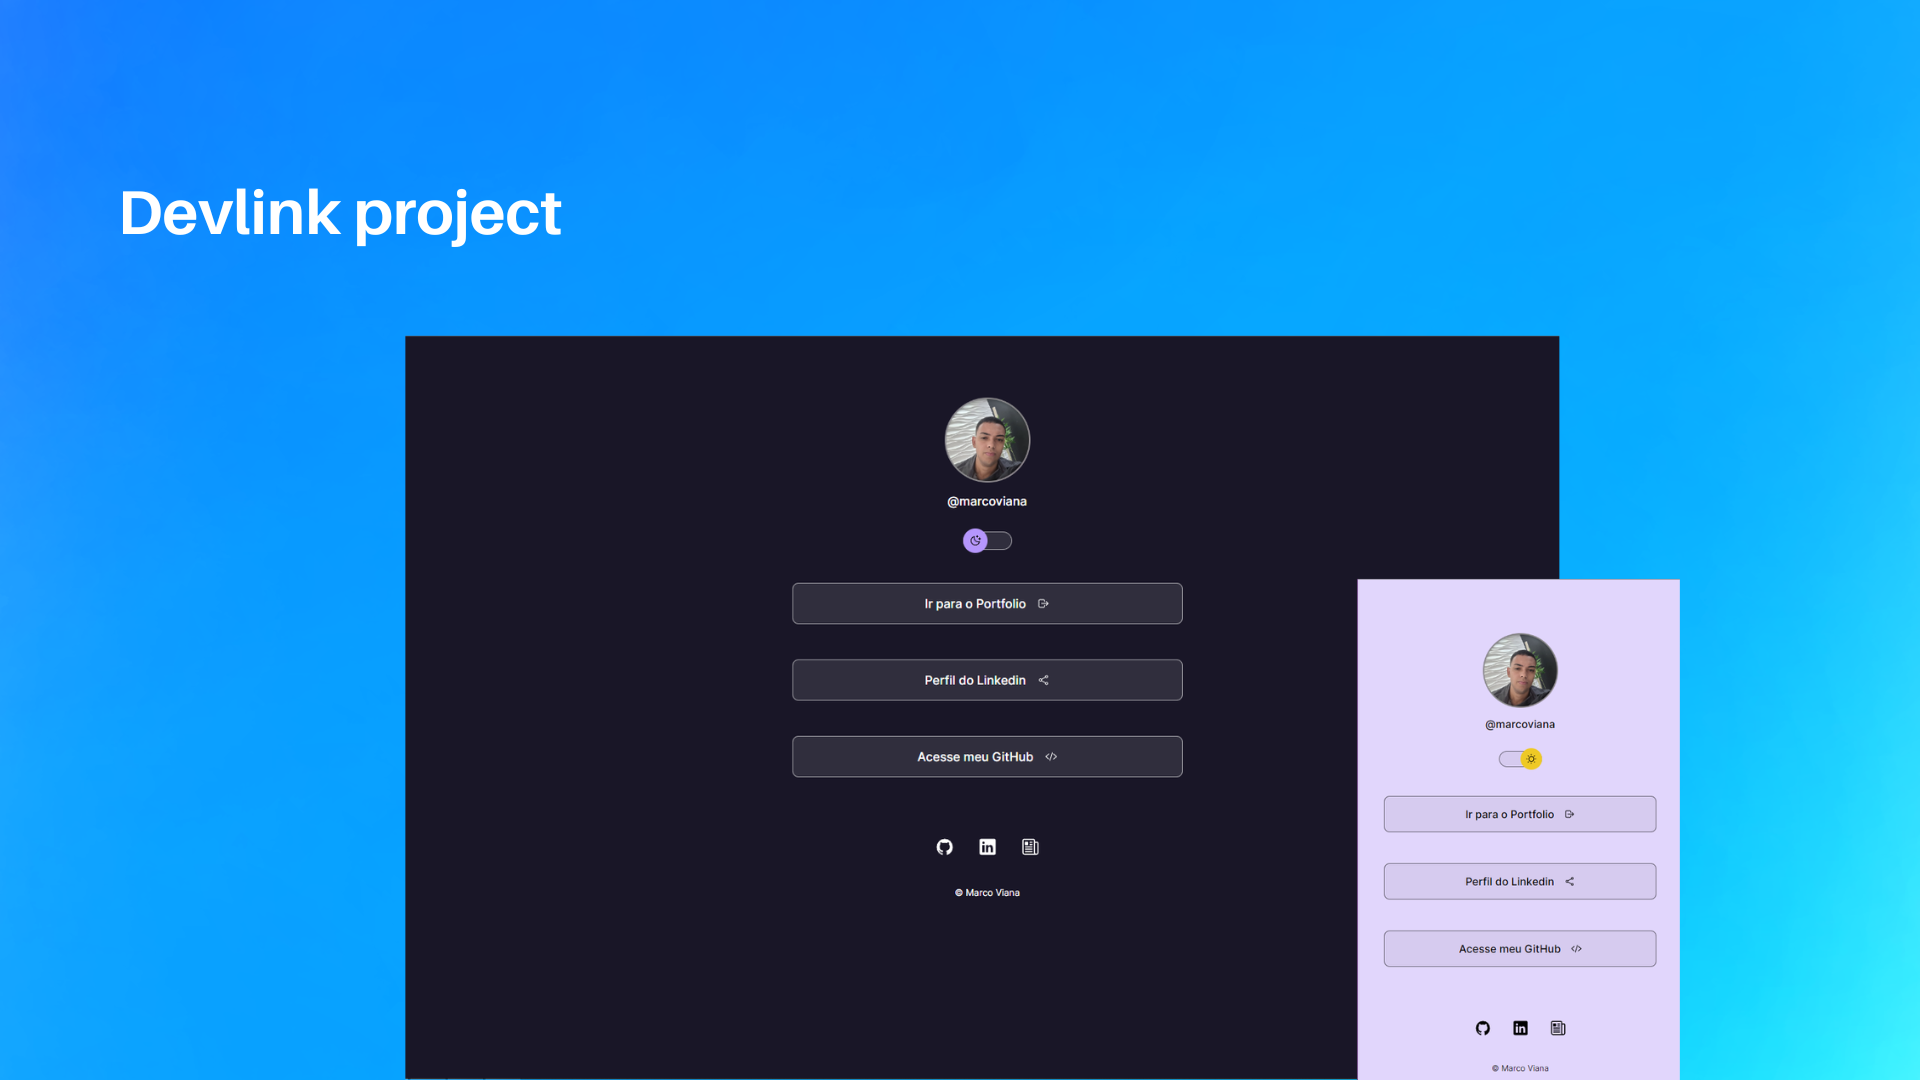 Devlink project
@marcoviana
Ir para o Portfolio
Perfil do Linkedin
Acesse meu GitHub
© Marco Viana
@marcoviana
Ir para o Portfolio
Perfil do Linkedin
Acesse meu GitHub
© Marco Viana